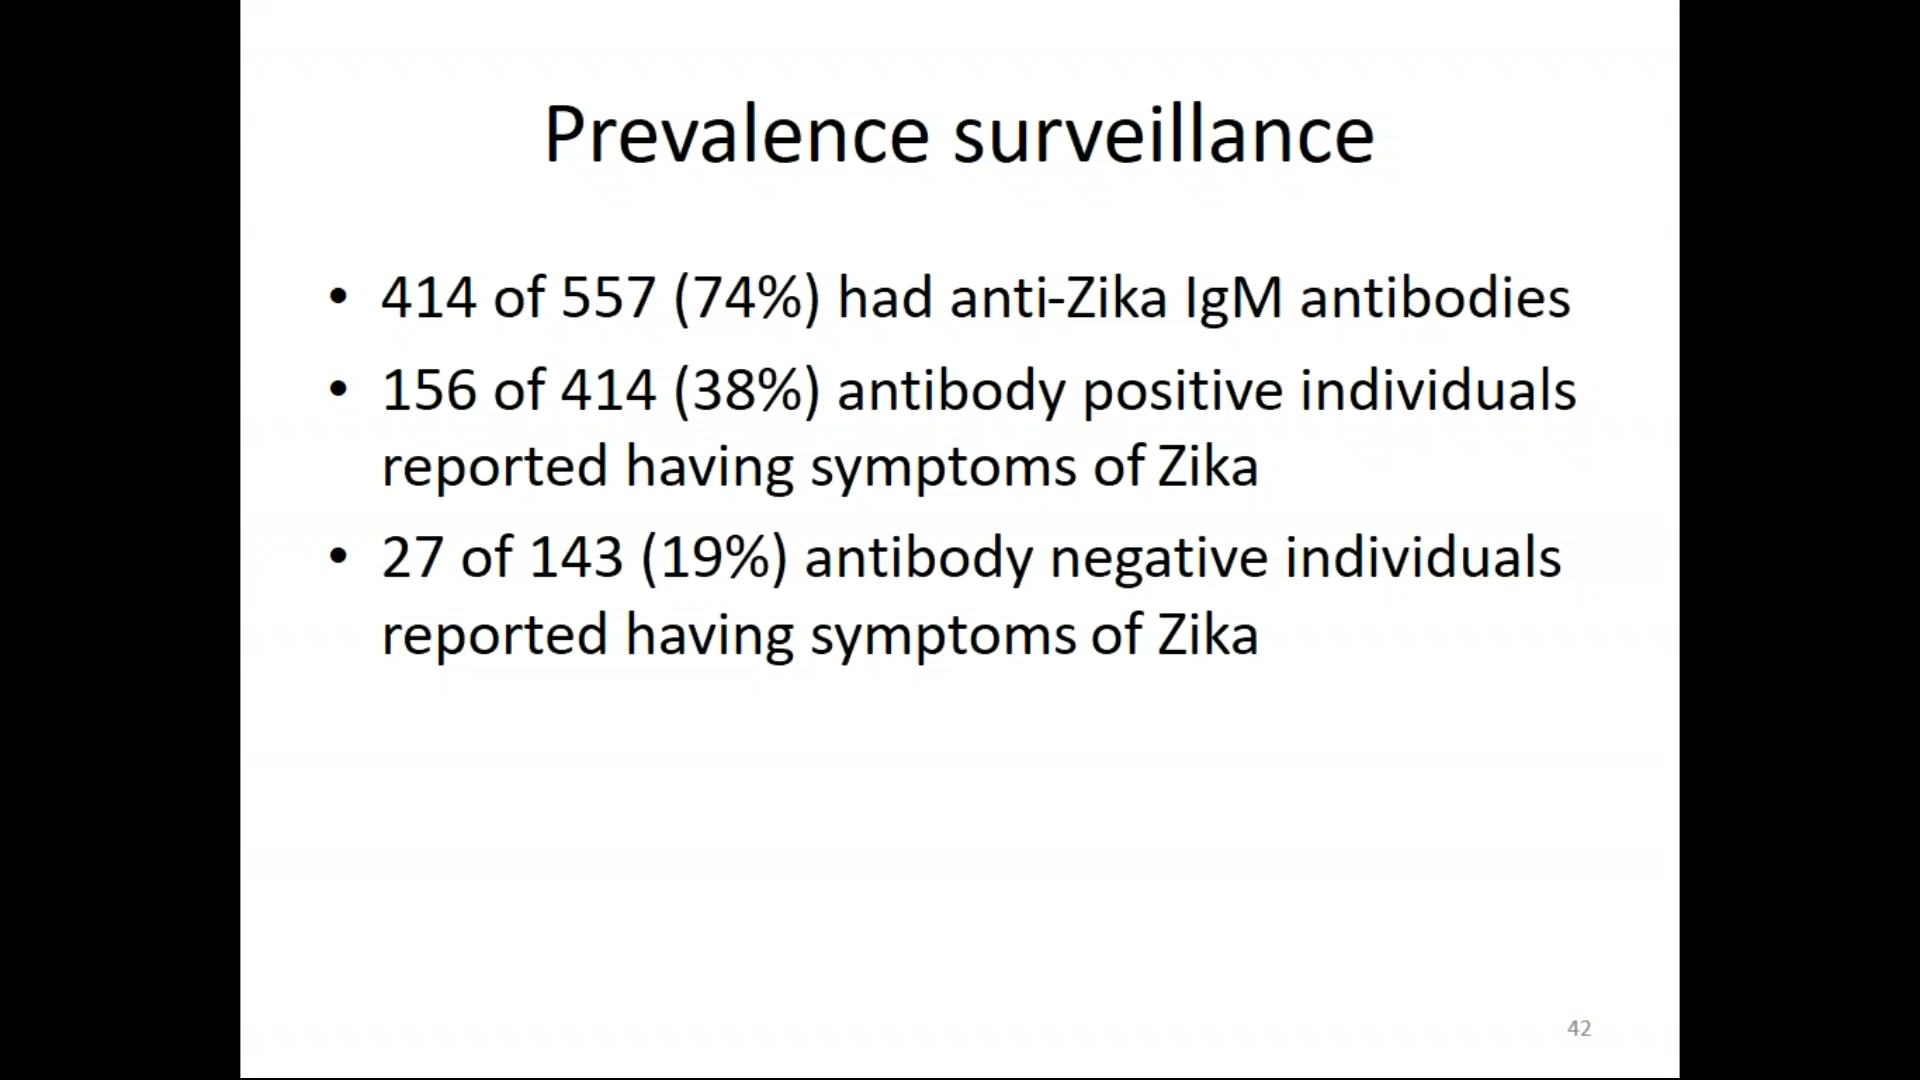 Prevalence surveillance
• 414 of 557 (74%) had anti-Zika IgM antibodies
• 156 of 414 (38%) antibody positive individuals
reported having symptoms of Zika
• 27 of 143 (19%) antibody negative individuals
reported having symptoms of Zika
42